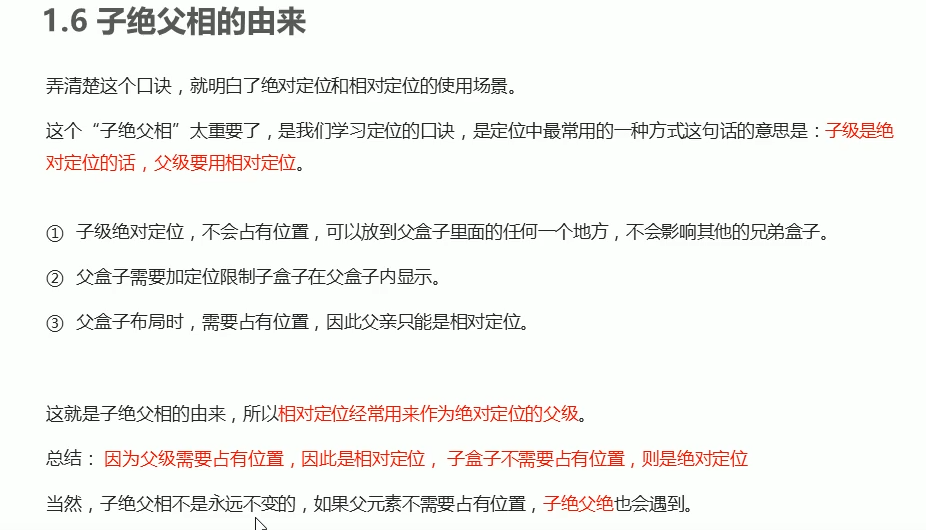 1.6 子绝父相的由来
弄清楚这个口诀，就明白了绝对定位和相对定位的使用场景。
这个“子绝父相”太重要了，是我们学习定位的口诀，是定位中最常用的一种方式这句话的意思是：子级是绝
对定位的话，父级要用相对定位。
① 子级绝对定位，不会占有位置，可以放到父盒子里面的任何一个地方，不会影响其他的兄弟盒子。
② 父盒子需要加定位限制子盒子在父盒子内显示。
③ 父盒子布局时，需要占有位置，因此父亲只能是相对定位。
这就是子绝父相的由来，所以相对定位经常用来作为绝对定位的父级。
总结： 因为父级需要占有位置，因此是相对定位， 子盒子不需要占有位置，则是绝对定位
当然，子绝父相不是永远不变的，如果父元素不需要占有位置，子绝父绝也会遇到。